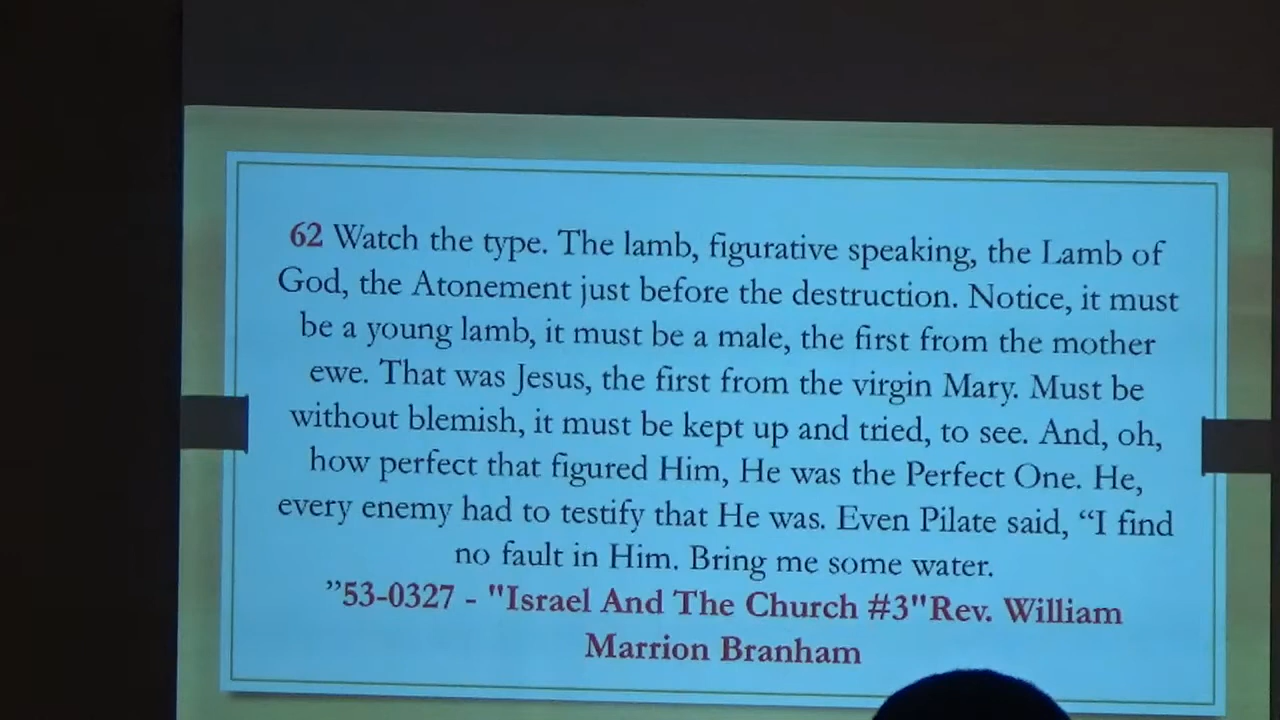 62 Watch the type. The lamb, figurative speaking, the Lamb of
God, the Atonement just before the destruction. Notice, it must
be a young lamb, it must be a male, the first from the mother
ewe. That was Jesus, the first from the virgin Mary. Must be
without blemish, it must be kept up and tried, to see. And, oh,
how perfect that figured Him, He was the Perfect One. He,
every enemy had to testify that He was. Even Pilate said, “I find
no fault in Him. Bring me some water.
”53-0327 - "Israel And The Church #3"Rev. William
Marrion Branham